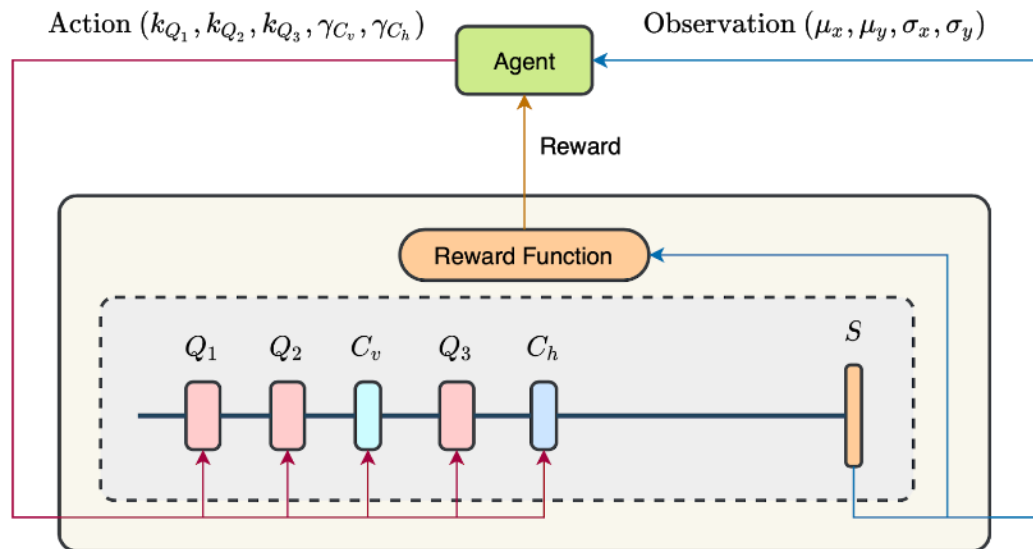 Action (k_{Q_1}, k_{Q_2}, k_{Q_3}, γ_{C_v}, γ_{C_h})
Observation (μ_x, μ_y, σ_x, σ_y)
Agent
Reward
Reward Function
Q_1 Q_2 C_v Q_3 C_h S